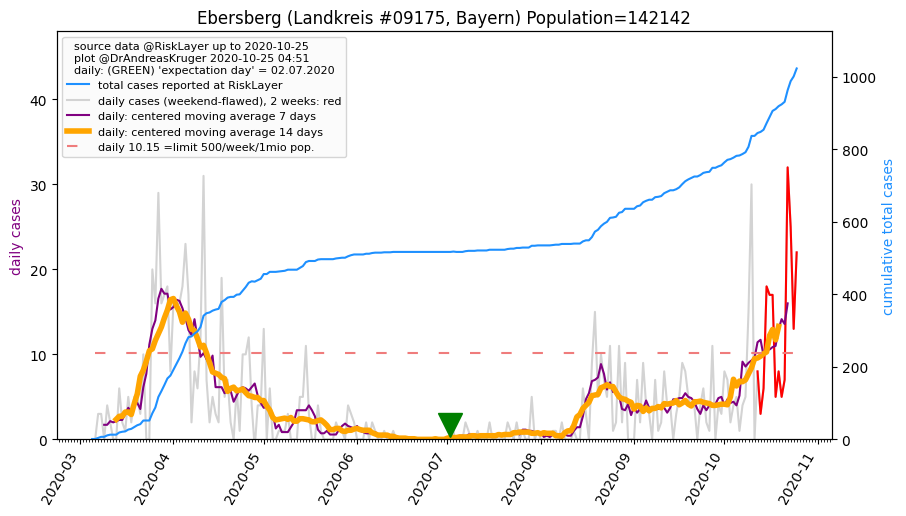 Ebersberg (Landkreis #09175, Bayern) Population=142142
source data @RiskLayer up to 2020-10-25
plot @DrAndreasKruger 2020-10-25 04:51
daily: (GREEN) 'expectation day' = 02.07.2020
total cases reported at RiskLayer
daily cases (weekend-flawed), 2 weeks: red
daily: centered moving average 7 days
daily: centered moving average 14 days
daily 10.15 =limit 500/week/1mio pop.
daily cases
0
10
20
30
40
cumulative total cases
0
200
400
600
800
1000
2020-03
2020-04
2020-05
2020-06
2020-07
2020-08
2020-09
2020-10
2020-11